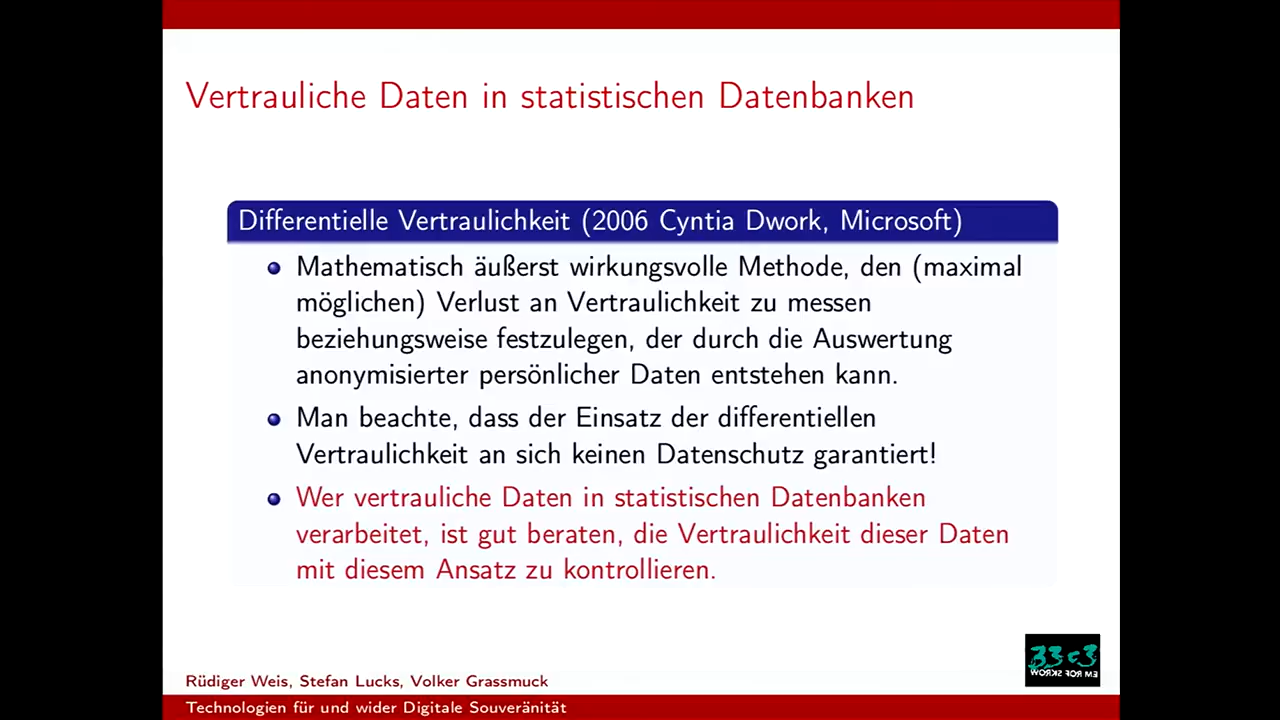 Vertrauliche Daten in statistischen Datenbanken
Differentielle Vertraulichkeit (2006 Cyntia Dwork, Microsoft)
Mathematisch äußerst wirkungsvolle Methode, den (maximal
möglichen) Verlust an Vertraulichkeit zu messen
beziehungsweise festzulegen, der durch die Auswertung
anonymisierter persönlicher Daten entstehen kann.
Man beachte, dass der Einsatz der differentiellen
Vertraulichkeit an sich keinen Datenschutz garantiert!
Wer vertrauliche Daten in statistischen Datenbanken
verarbeitet, ist gut beraten, die Vertraulichkeit dieser Daten
mit diesem Ansatz zu kontrollieren.
33c3
WORKS FOR ME
Rüdiger Weis, Stefan Lucks, Volker Grassmuck
Technologien für und wider Digitale Souveränität